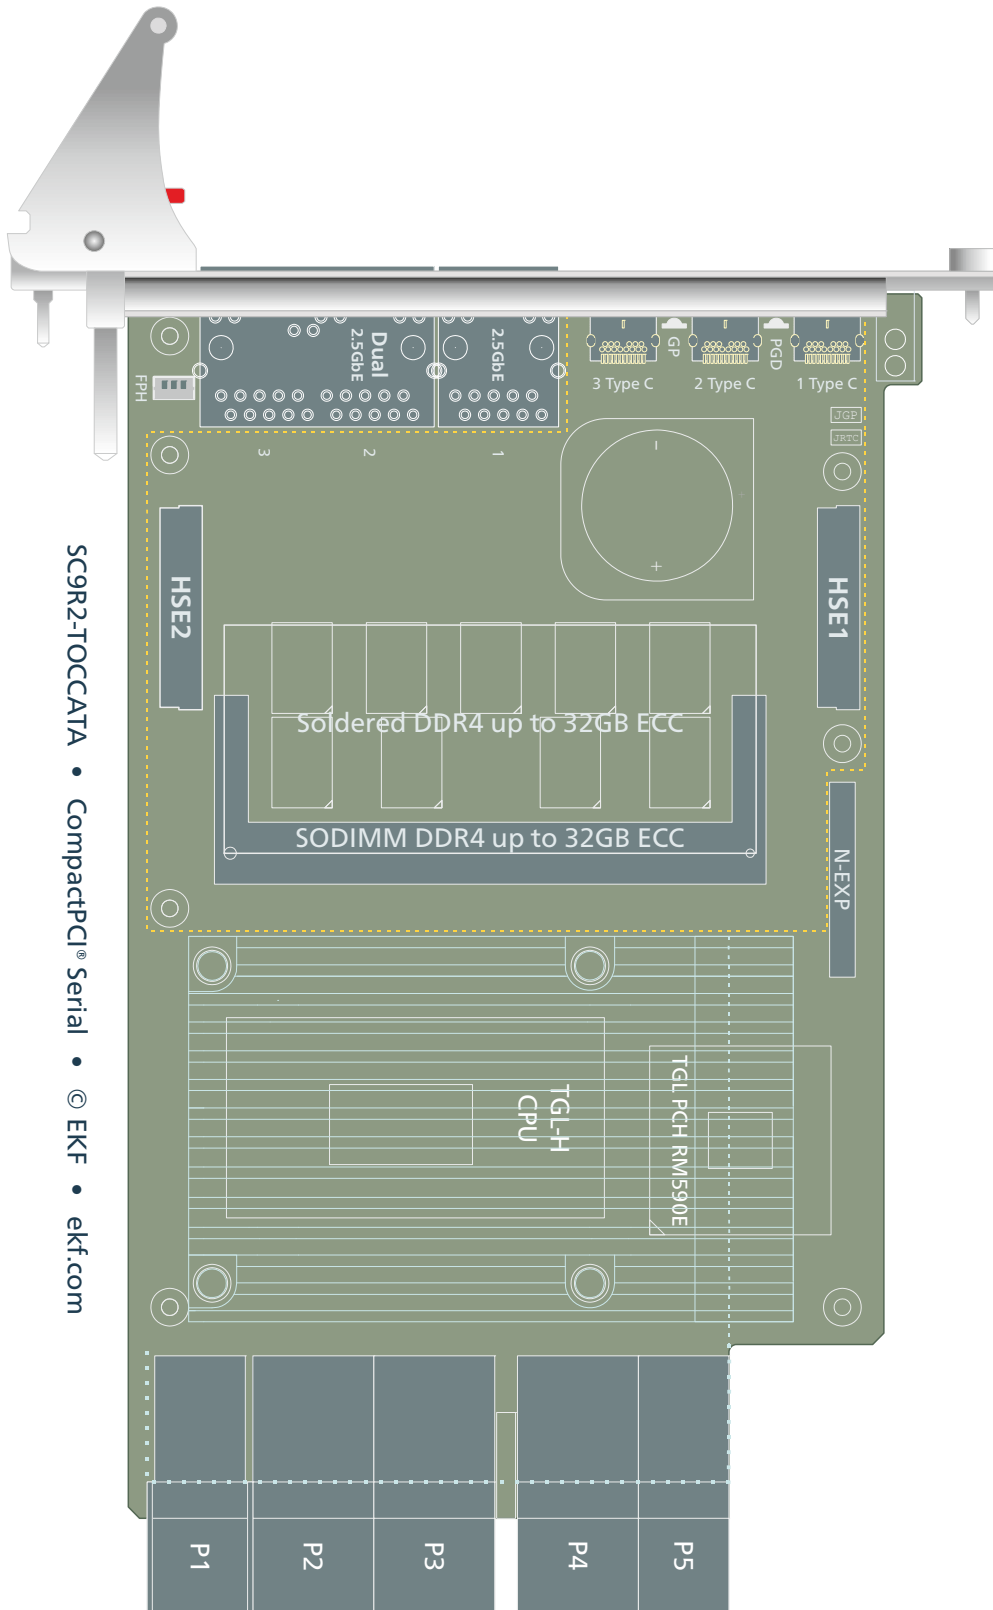 Dual
2.5GbE
2.5GbE
GP
PGD
FPH
3 Type C
2 Type C
1 Type C
JGP
JRTC
3
2
1
-
+
HSE2
HSE1
Soldered DDR4 up to 32GB ECC
SODIMM DDR4 up to 32GB ECC
N-EXP
SC9R2-TOCCATA • CompactPCI® Serial • © EKF • ekf.com
TGL-H
CPU
TGL PCH RM590E
P1
P2
P3
P4
P5